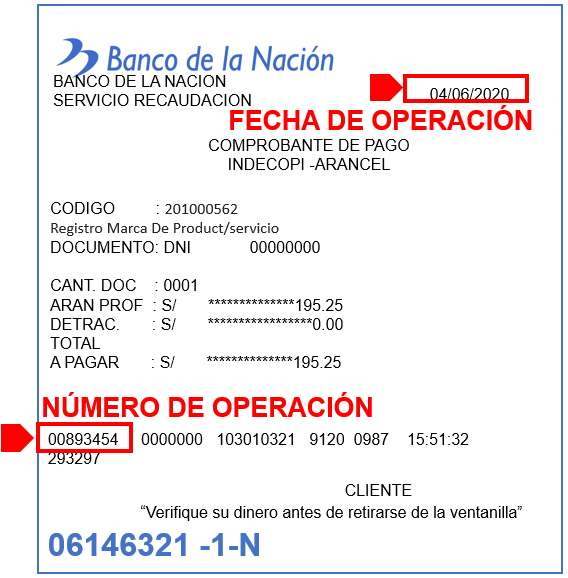 Banco de la Nación
BANCO DE LA NACION
SERVICIO RECAUDACION
04/06/2020
FECHA DE OPERACIÓN
COMPROBANTE DE PAGO
INDECOPI -ARANCEL
CODIGO : 201000562
Registro Marca De Product/servicio
DOCUMENTO: DNI 00000000
CANT. DOC : 0001
ARAN PROF : S/ **************195.25
DETRAC. : S/ *****************0.00
TOTAL
A PAGAR : S/ **************195.25
NÚMERO DE OPERACIÓN
00893454 0000000 103010321 9120 0987 15:51:32
293297
CLIENTE
“Verifique su dinero antes de retirarse de la ventanilla”
06146321 -1-N